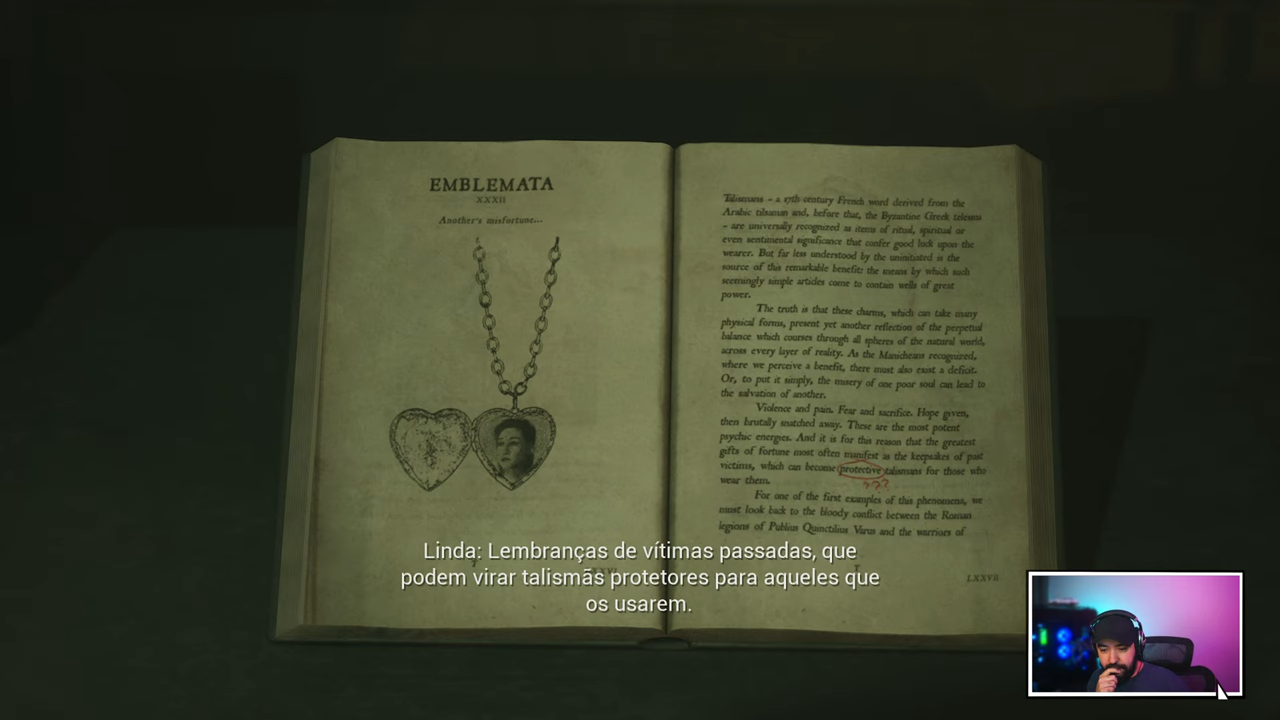 EMBLEMATA
XXXII
Another's misfortune...
Talismans – a 17th century French word derived from the
Arabic tilsaman and, before that, the Byzantine Greek telesma
– are universally recognized as items of ritual, spiritual or
even sentimental significance that confer good luck upon the
wearer. But far less understood by the uninitiated is the
source of this remarkable benefit: the means by which such
seemingly simple articles come to contain wells of great
power.
The truth is that these charms, which can take many
physical forms, present yet another reflection of the perpetual
balance which courses through all spheres of the natural world,
across every layer of reality. As the Manicheans recognized,
where we perceive a benefit, there must also exist a deficit.
Or, to put it simply, the misery of one poor soul can lead to
the salvation of another.
Violence and pain. Fear and sacrifice. Hope given,
then brutally snatched away. These are the most potent
psychic energies. And it is for this reason that the greatest
gifts of fortune most often manifest as the keepsakes of past
victims, which can become protective talismans for those who
wear them.
???
For one of the first examples of this phenomena, we
must look back to the bloody conflict between the Roman
legions of Publius Quinctilius Varus and the warriors of
LXXVII
Linda: Lembranças de vítimas passadas, que
podem virar talismãs protetores para aqueles que
os usarem.